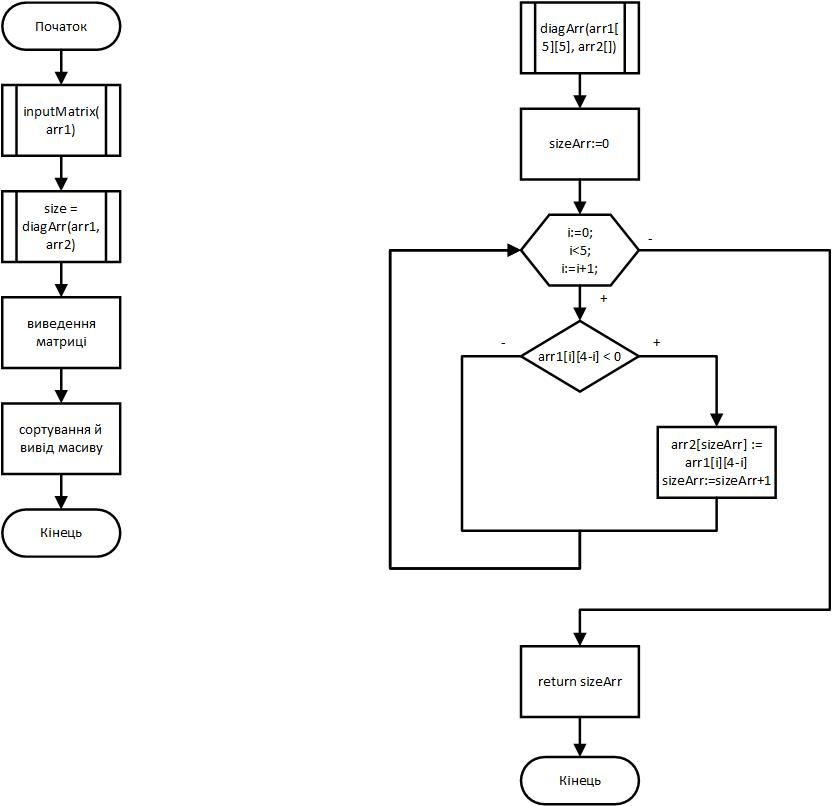 Початок
inputMatrix(
arr1)
size =
diagArr(arr1,
arr2)
виведення
матриці
сортування й
вивід масиву
Кінець
diagArr(arr1[
5][5], arr2[])
sizeArr:=0
i:=0;
i<5;
i:=i+1;
-
+
arr1[i][4-i] < 0
-
+
arr2[sizeArr] :=
arr1[i][4-i]
sizeArr:=sizeArr+1
return sizeArr
Кінець